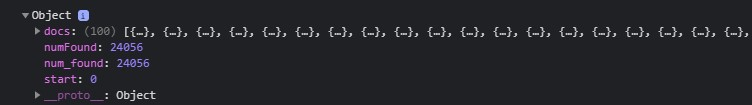 ▼Object i
▶docs: (100) [{…}, {…}, {…}, {…}, {…}, {…}, {…}, {…}, {…}, {…}, {…}, {…}, {…}, {…}, {…}, {…}, {…}, {…}, {…},
numFound: 24056
num_found: 24056
start: 0
▶__proto__: Object